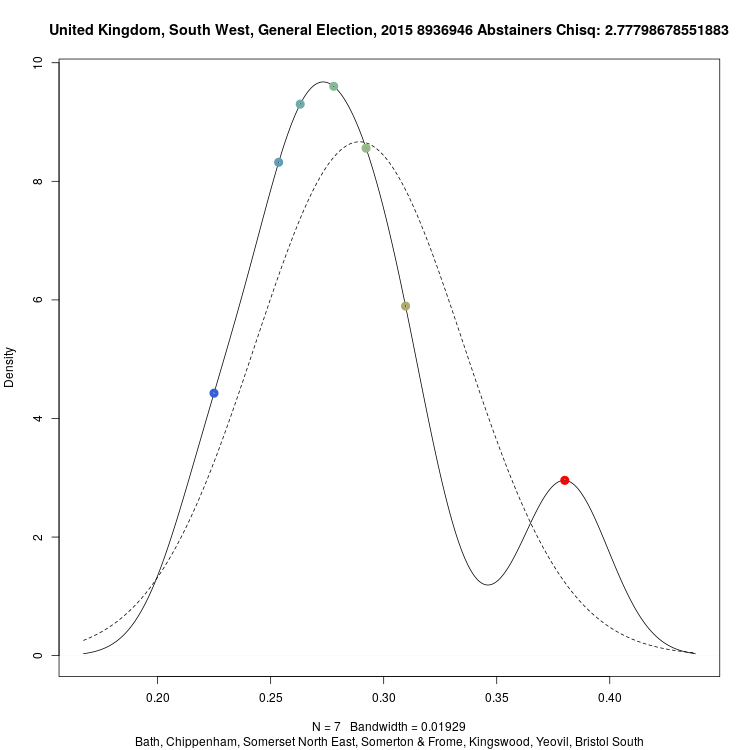 United Kingdom, South West, General Election, 2015 8936946 Abstainers Chisq: 2.77798678551883
Density
10
8
6
4
2
0
0.20 0.25 0.30 0.35 0.40
N = 7 Bandwidth = 0.01929
Bath, Chippenham, Somerset North East, Somerton & Frome, Kingswood, Yeovil, Bristol South